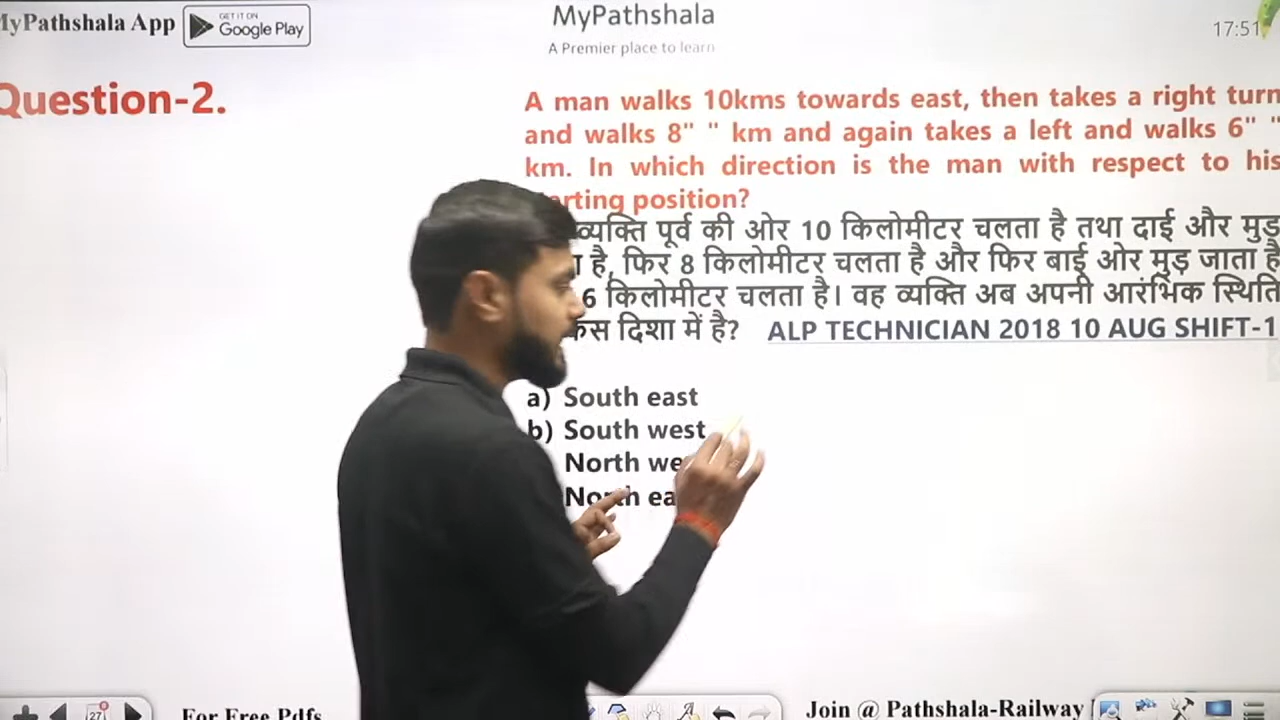 MyPathshala App
GET IT ON
Google Play
MyPathshala
A Premier place to learn
17:51
Question-2.
A man walks 10kms towards east, then takes a right turn
and walks 8" " km and again takes a left and walks 6" "
km. In which direction is the man with respect to his
position?
व्यक्ति पूर्व की ओर 10 किलोमीटर चलता है तथा दाई और मुड़
है, फिर 8 किलोमीटर चलता है और फिर बाई ओर मुड़ जाता है
6 किलोमीटर चलता है। वह व्यक्ति अब अपनी आरंभिक स्थिति
दिशा में है? ALP TECHNICIAN 2018 10 AUG SHIFT-1
a) South east
b) South west
North
27
For Free Pdfs
Join @ Pathshala-Railway